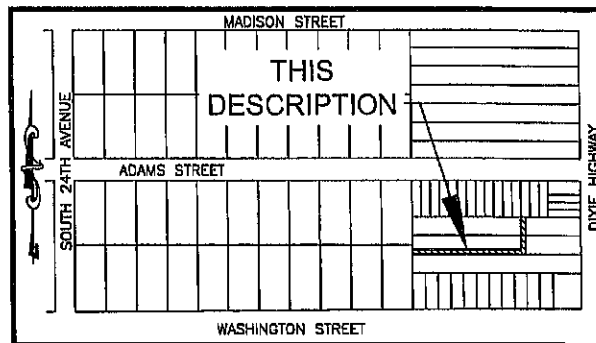 MADISON STREET
THIS
DESCRIPTION
SOUTH 24TH AVENUE
ADAMS STREET
DIXIE HIGHWAY
WASHINGTON STREET